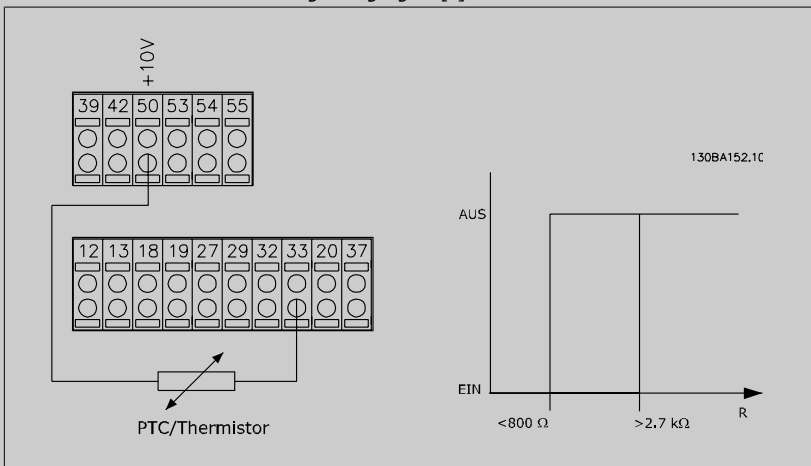 +10V
39 42 50 53 54 55
12 13 18 19 27 29 32 33 20 37
PTC/Thermistor
130BA152.10
AUS
EIN
<800 Ω >2.7 kΩ
R